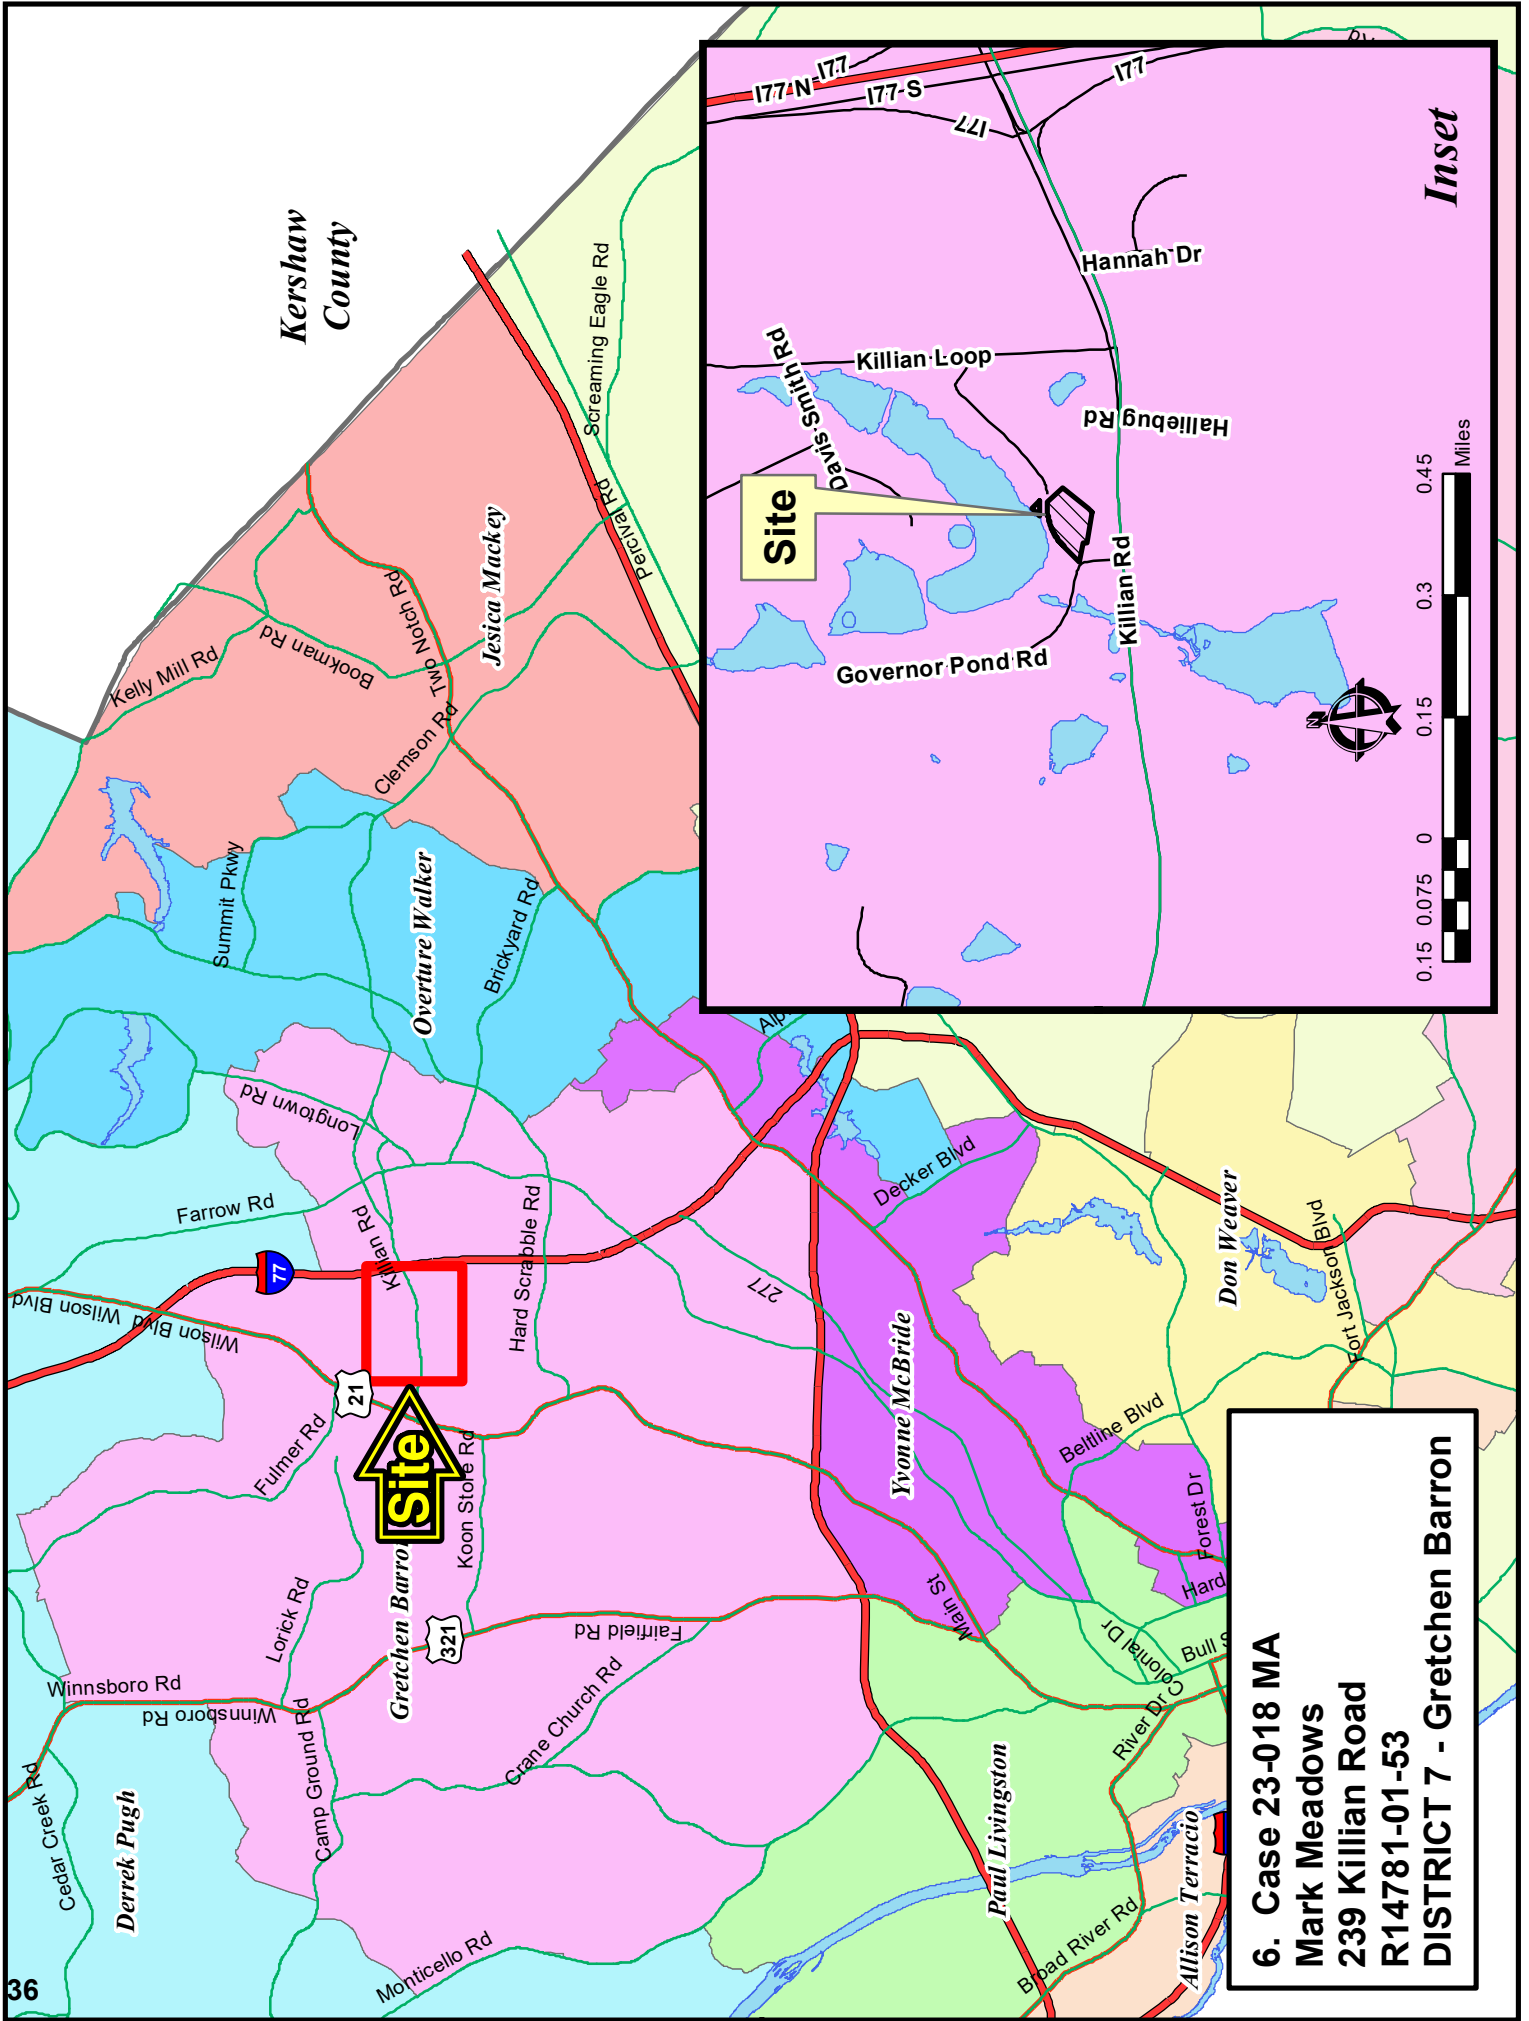 36
Kershaw
County
Derrek Pugh
Cedar Creek Rd
Winnsboro Rd
Winnsboro Rd
Camp Ground Rd
Lorick Rd
Fulmer Rd
Monticello Rd
Crane Church Rd
Fairfield Rd
321
Gretchen Barron
Koon Store Rd
Site
21
Wilson Blvd
Wilson Blvd
Wilson Blvd
77
Farrow Rd
Killian Rd
Longtown Rd
Hard Scrabble Rd
277
Summit Pkwy
Overture Walker
Brickyard Rd
Clemson Rd
Kelly Mill Rd
Bookman Rd
Two Notch Rd
Jesica Mackey
Percival Rd
Screaming Eagle Rd
Decker Blvd
Yvonne McBride
Don Weaver
Fort Jackson Blvd
Beltline Blvd
Forest Dr
Hard
Main St
Colonial Dr
Bull S
River Dr
Paul Livingston
Broad River Rd
Allison Terracio
Alp
Rd
Inset
I77 N
I77
I77 S
I77
I77
Hannah Dr
Killian Loop
Davis Smith Rd
Halliebug Rd
Site
Killian Rd
Governor Pond Rd
N
0.15 0.075 0 0.15 0.3 0.45
Miles
6. Case 23-018 MA
Mark Meadows
239 Killian Road
R14781-01-53
DISTRICT 7 - Gretchen Barron